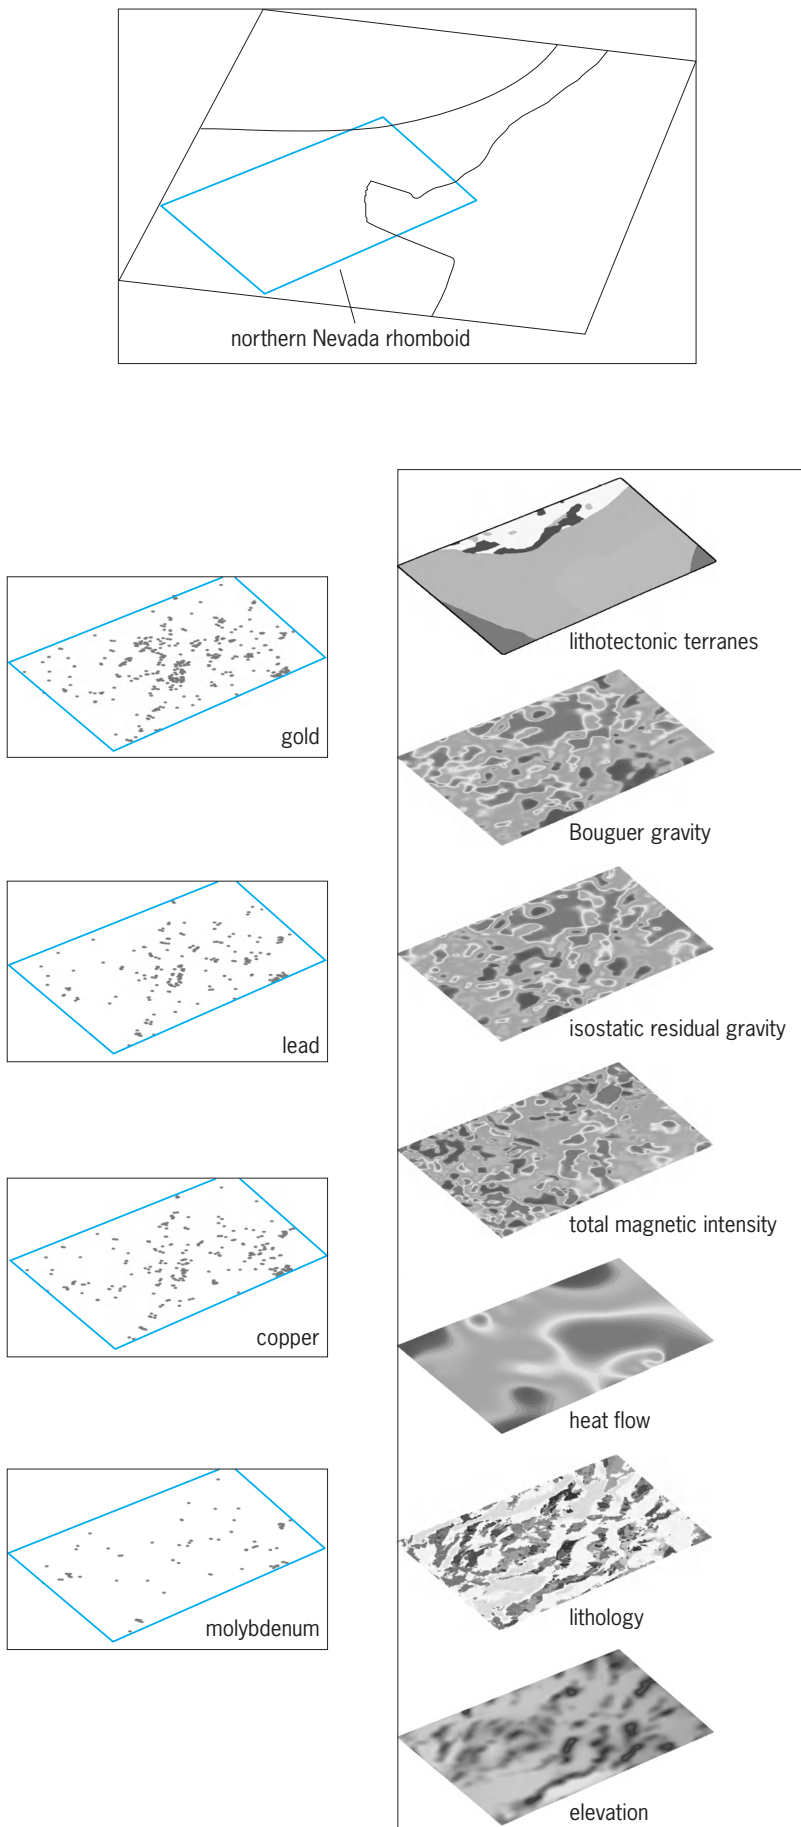 northern Nevada rhomboid
gold
lead
copper
molybdenum
lithotectonic terranes
Bouguer gravity
isostatic residual gravity
total magnetic intensity
heat flow
lithology
elevation